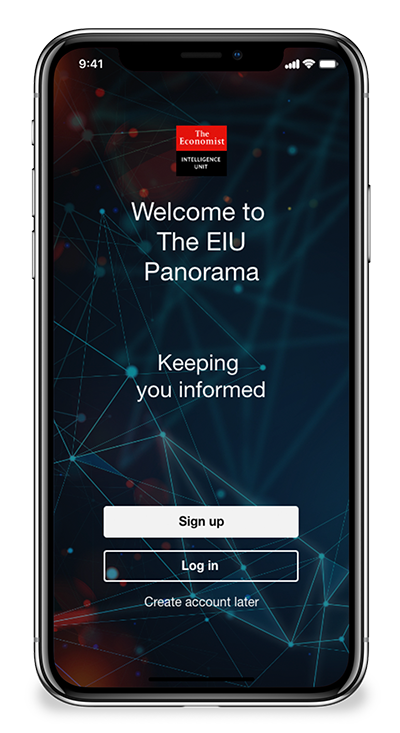 9:41
The
Economist
INTELLIGENCE
UNIT
Welcome to
The EIU
Panorama
Keeping
you informed
Sign up
Log in
Create account later